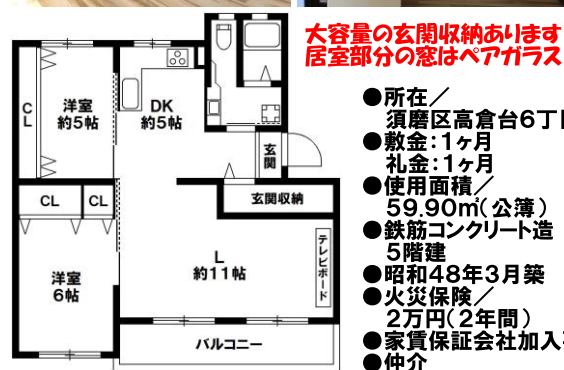 大容量の玄関収納あります
居室部分の窓はペアガラス
CL
洋室
約5帖
DK
約5帖
玄関
CL
CL
玄関収納
洋室
6帖
L
約11帖
テレビボード
バルコニー
●所在/
須磨区高倉台6丁
●敷金:1ヶ月
礼金:1ヶ月
●使用面積/
59.90㎡(公簿)
●鉄筋コンクリート造
5階建
●昭和48年3月築
●火災保険/
2万円(2年間)
●家賃保証会社加入
●仲介